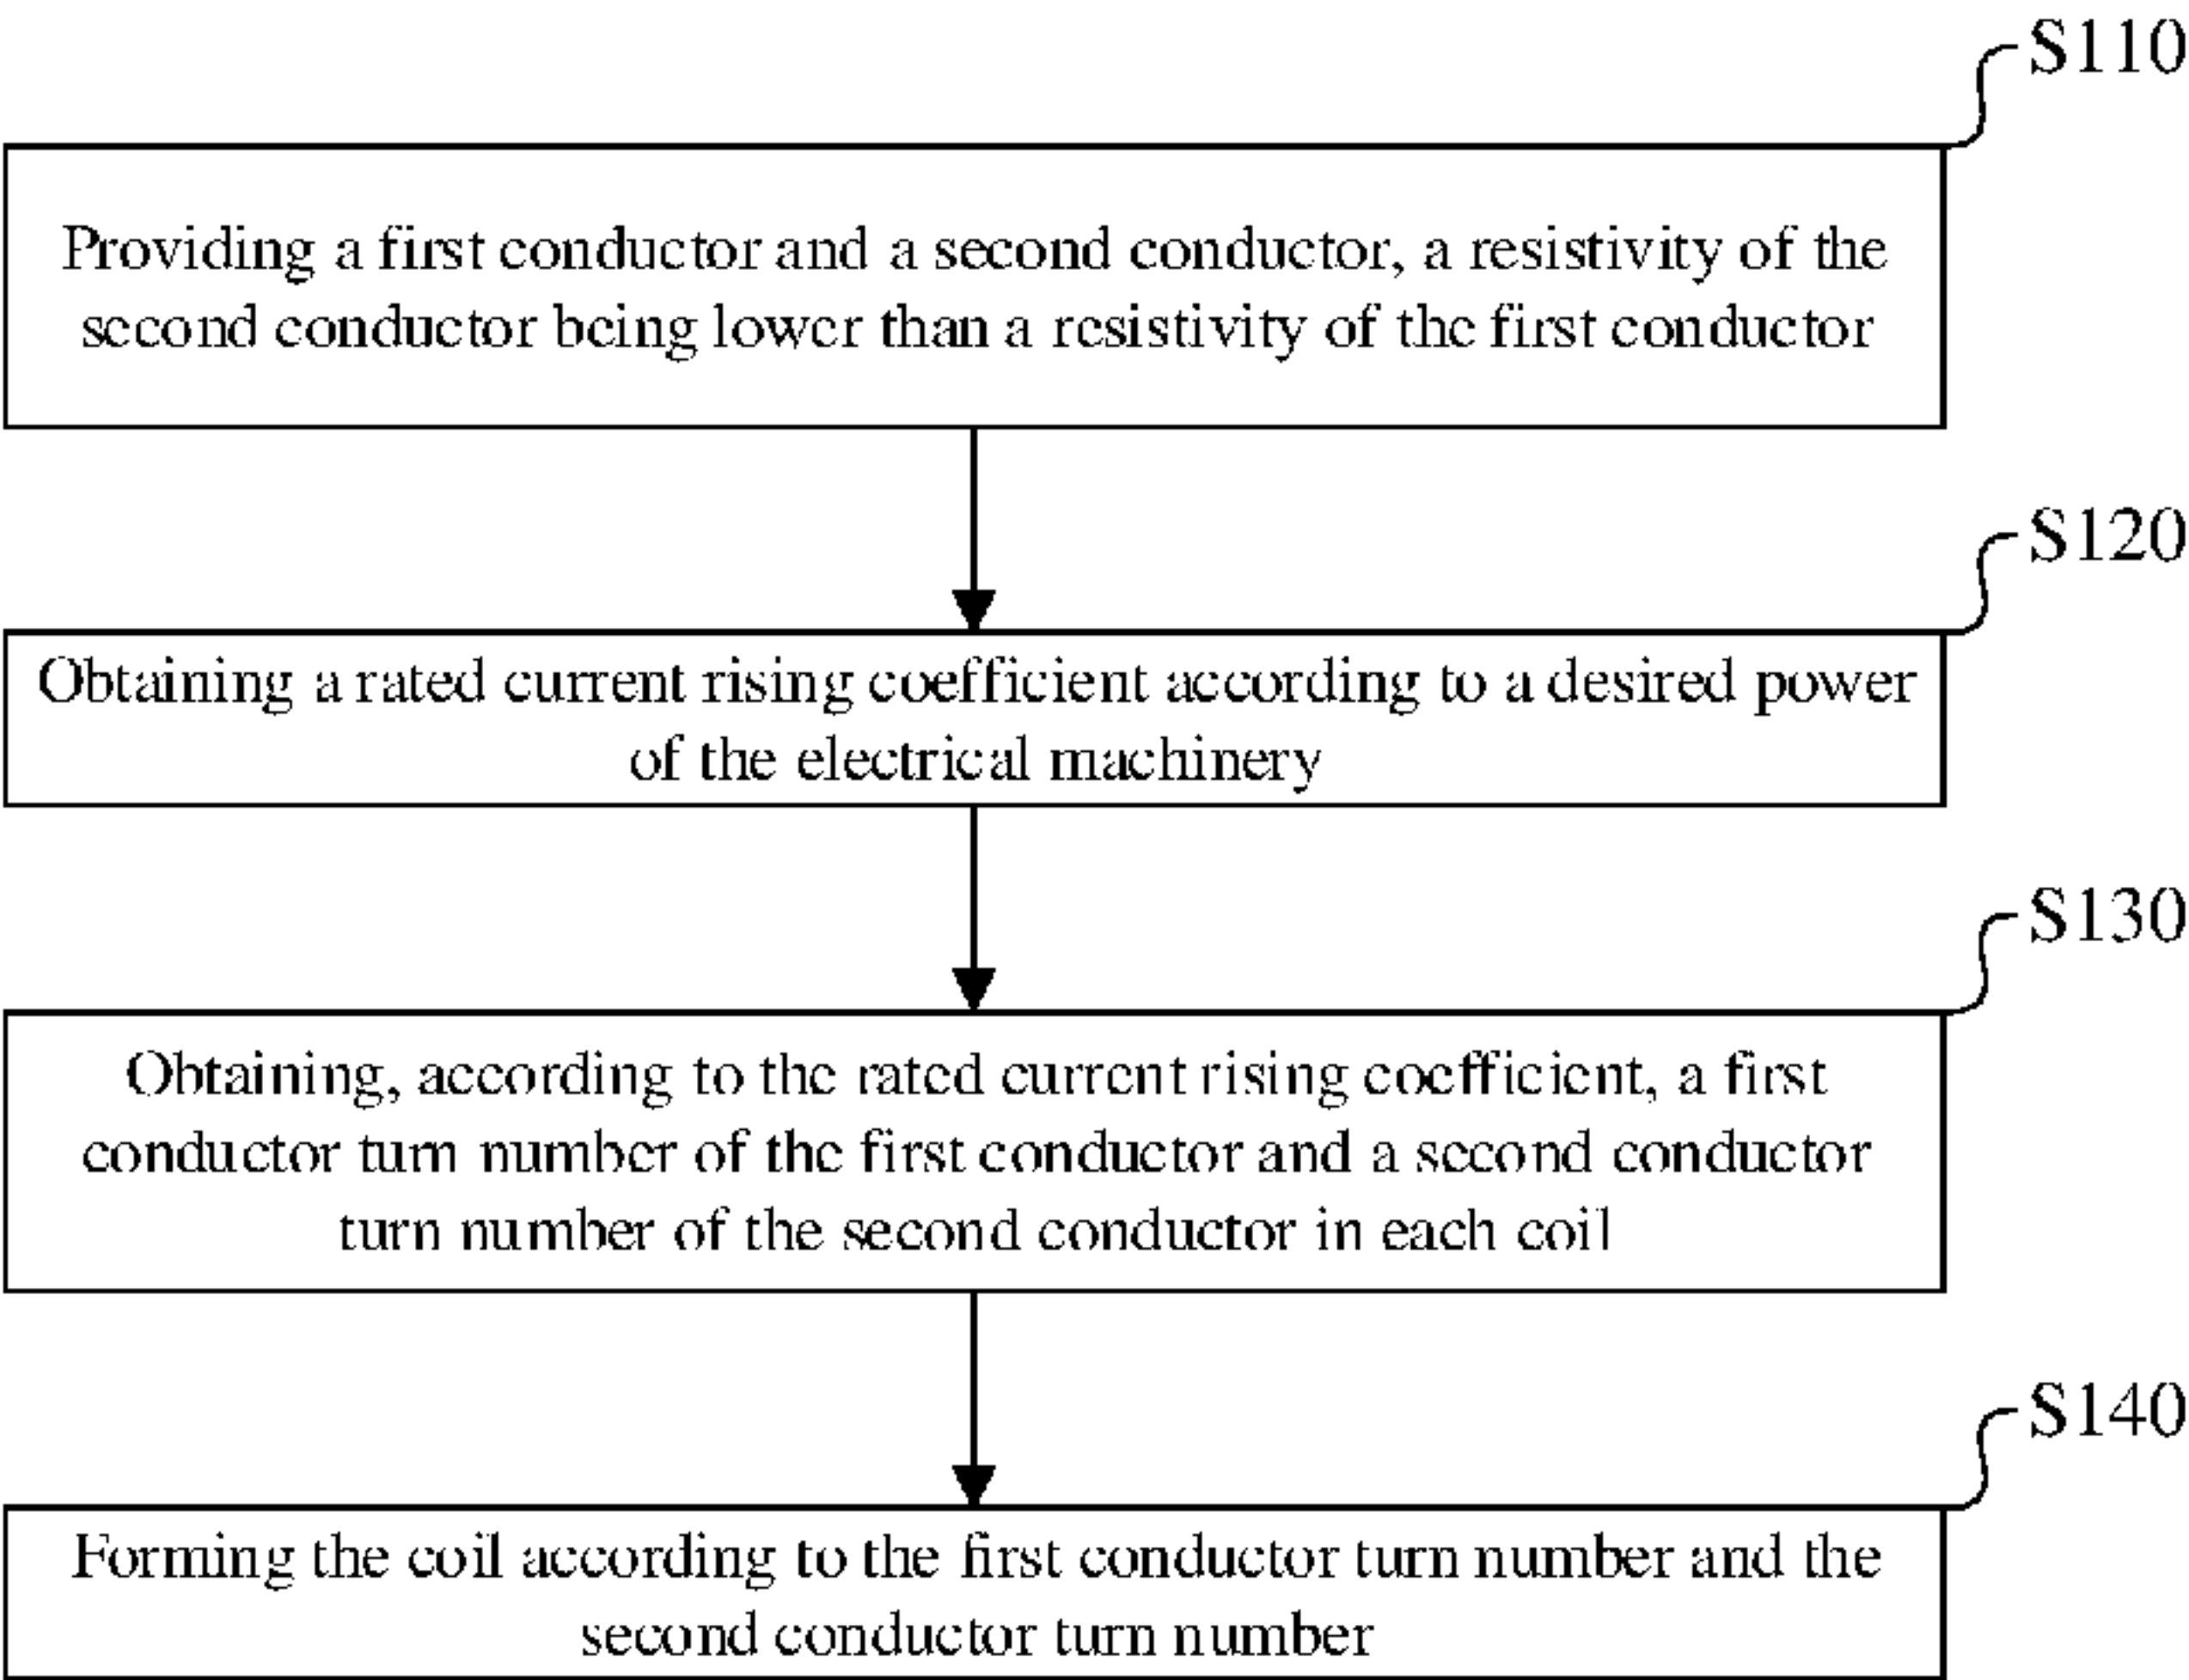 S110
Providing a first conductor and a second conductor, a resistivity of the
second conductor being lower than a resistivity of the first conductor
S120
Obtaining a rated current rising coefficient according to a desired power
of the electrical machinery
S130
Obtaining, according to the rated current rising coefficient, a first
conductor turn number of the first conductor and a second conductor
turn number of the second conductor in each coil
S140
Forming the coil according to the first conductor turn number and the
second conductor turn number